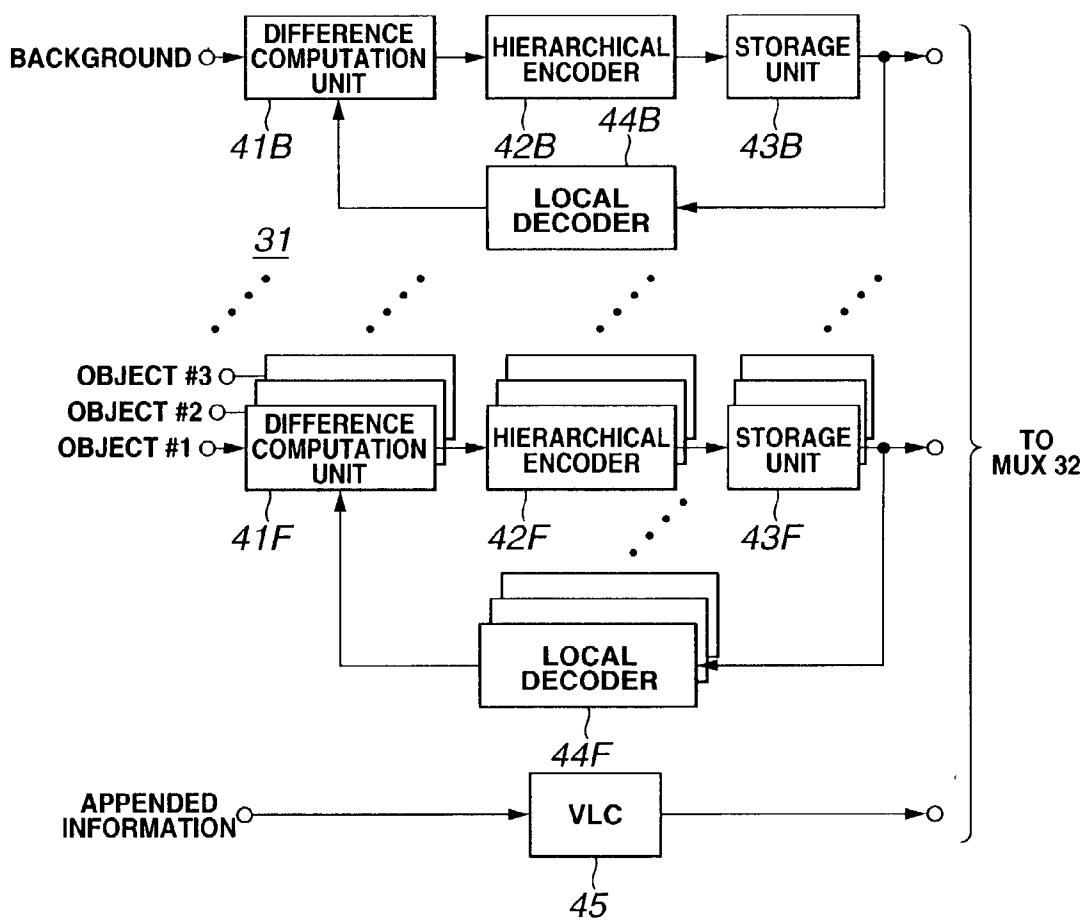 BACKGROUND
DIFFERENCE
COMPUTATION
UNIT
HIERARCHICAL
ENCODER
STORAGE
UNIT
41B
42B
44B
43B
LOCAL
DECODER
31
OBJECT #3
OBJECT #2
OBJECT #1
DIFFERENCE
COMPUTATION
UNIT
HIERARCHICAL
ENCODER
STORAGE
UNIT
TO
MUX 32
41F
42F
43F
LOCAL
DECODER
44F
APPENDED
INFORMATION
VLC
45